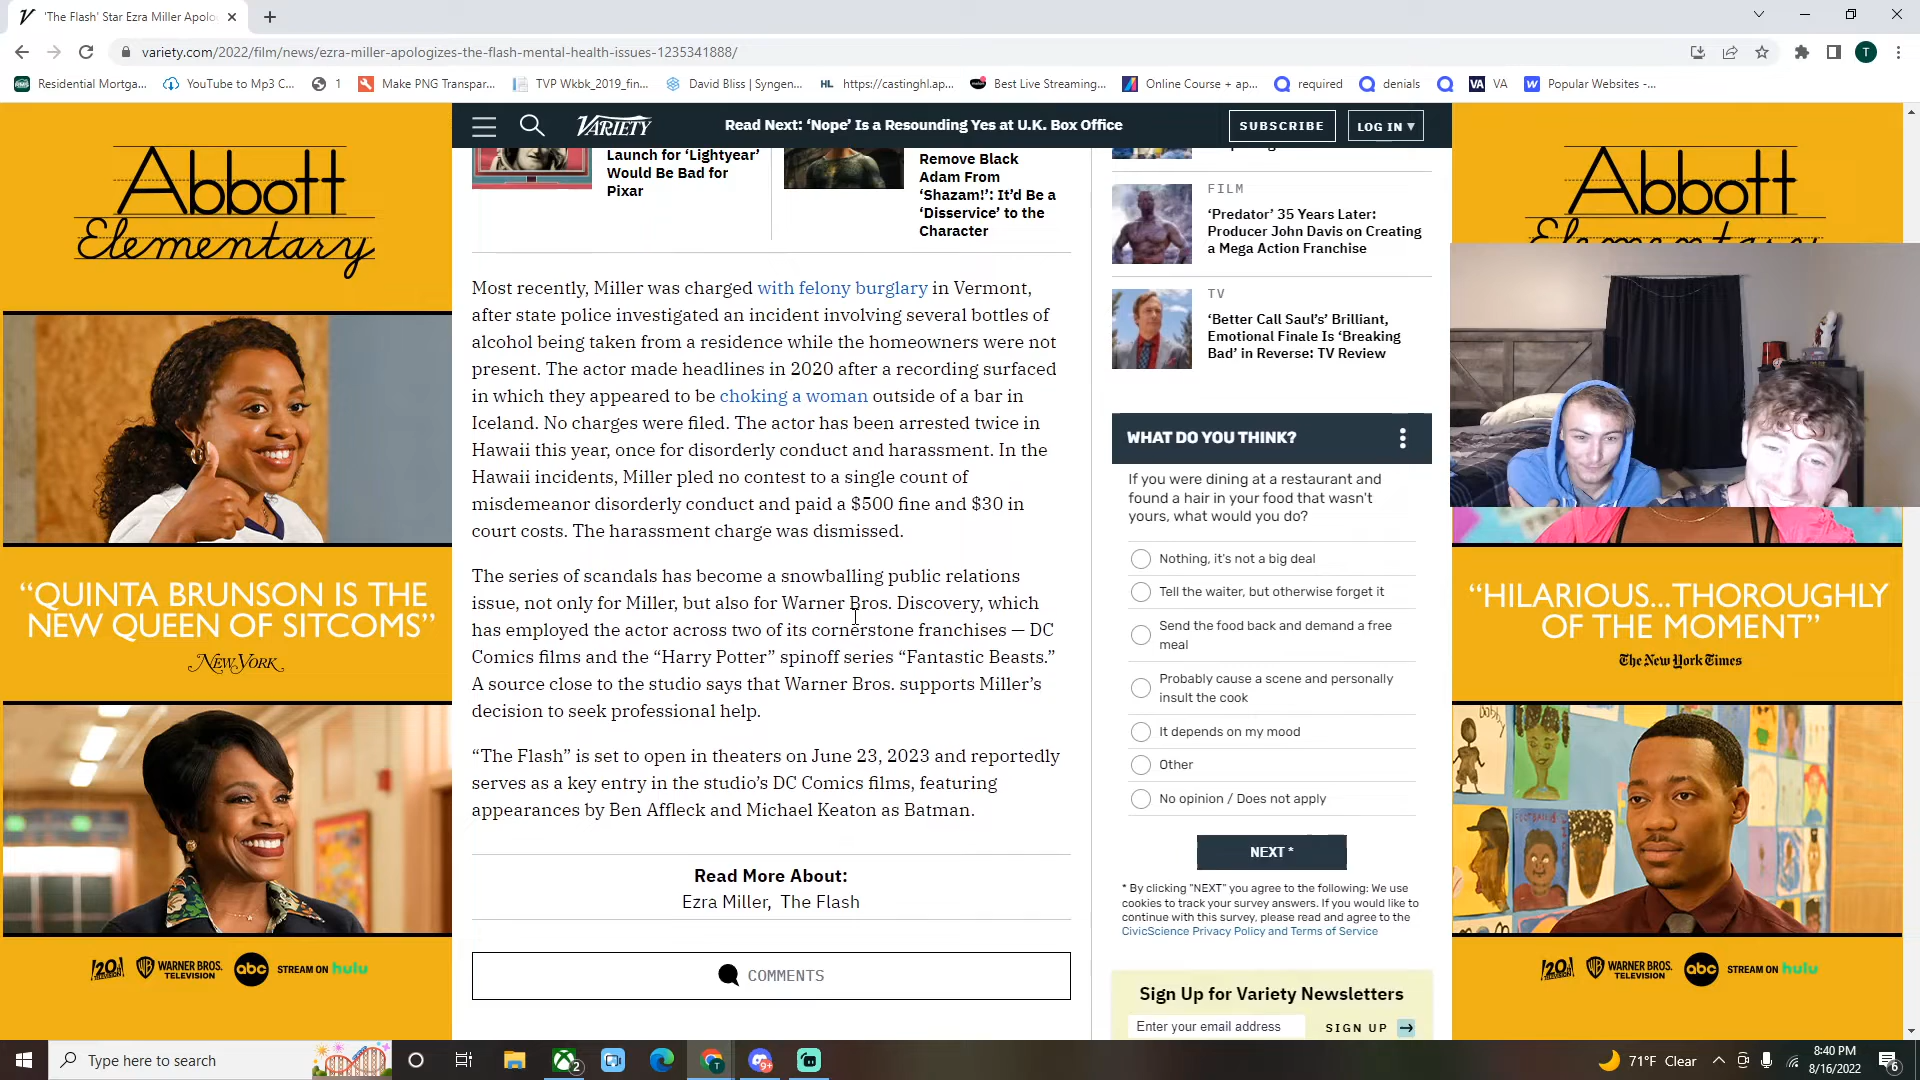 'The Flash' Star Ezra Miller Apolo
variety.com/2022/film/news/ezra-miller-apologizes-the-flash-mental-health-issues-1235341888/
T
Residential Mortga... YouTube to Mp3 C... 1 Make PNG Transpar... TVP Wkbk_2019_fin... David Bliss | Syngen... HL https://castinghl.ap... Best Live Streaming... Online Course + ap... required denials VA VA Popular Websites -...
VARIETY
Read Next: ‘Nope’ Is a Resounding Yes at U.K. Box Office
SUBSCRIBE
LOG IN ▾
Abbott
Elementary
“QUINTA BRUNSON IS THE
NEW QUEEN OF SITCOMS”
NEW YORK
20th TELEVISION WARNER BROS. TELEVISION abc STREAM ON hulu
Launch for ‘Lightyear’
Would Be Bad for
Pixar
Remove Black
Adam From
‘Shazam!’: It’d Be a
‘Disservice’ to the
Character
Most recently, Miller was charged with felony burglary in Vermont,
after state police investigated an incident involving several bottles of
alcohol being taken from a residence while the homeowners were not
present. The actor made headlines in 2020 after a recording surfaced
in which they appeared to be choking a woman outside of a bar in
Iceland. No charges were filed. The actor has been arrested twice in
Hawaii this year, once for disorderly conduct and harassment. In the
Hawaii incidents, Miller pled no contest to a single count of
misdemeanor disorderly conduct and paid a $500 fine and $30 in
court costs. The harassment charge was dismissed.
The series of scandals has become a snowballing public relations
issue, not only for Miller, but also for Warner Bros. Discovery, which
has employed the actor across two of its cornerstone franchises — DC
Comics films and the “Harry Potter” spinoff series “Fantastic Beasts.”
A source close to the studio says that Warner Bros. supports Miller’s
decision to seek professional help.
“The Flash” is set to open in theaters on June 23, 2023 and reportedly
serves as a key entry in the studio’s DC Comics films, featuring
appearances by Ben Affleck and Michael Keaton as Batman.
Read More About:
Ezra Miller, The Flash
COMMENTS
FILM
‘Predator’ 35 Years Later:
Producer John Davis on Creating
a Mega Action Franchise
TV
‘Better Call Saul’s’ Brilliant,
Emotional Finale Is ‘Breaking
Bad’ in Reverse: TV Review
WHAT DO YOU THINK?
If you were dining at a restaurant and
found a hair in your food that wasn't
yours, what would you do?
Nothing, it's not a big deal
Tell the waiter, but otherwise forget it
Send the food back and demand a free
meal
Probably cause a scene and personally
insult the cook
It depends on my mood
Other
No opinion / Does not apply
NEXT *
* By clicking "NEXT" you agree to the following: We use
cookies to track your survey answers. If you would like to
continue with this survey, please read and agree to the
CivicScience Privacy Policy and Terms of Service
Sign Up for Variety Newsletters
Enter your email address SIGN UP
Abbott
Elementary
“HILARIOUS...THOROUGHLY
OF THE MOMENT”
The New York Times
20th TELEVISION WARNER BROS. TELEVISION abc STREAM ON hulu
Type here to search
2
9+
71°F Clear
8:40 PM
8/16/2022
6